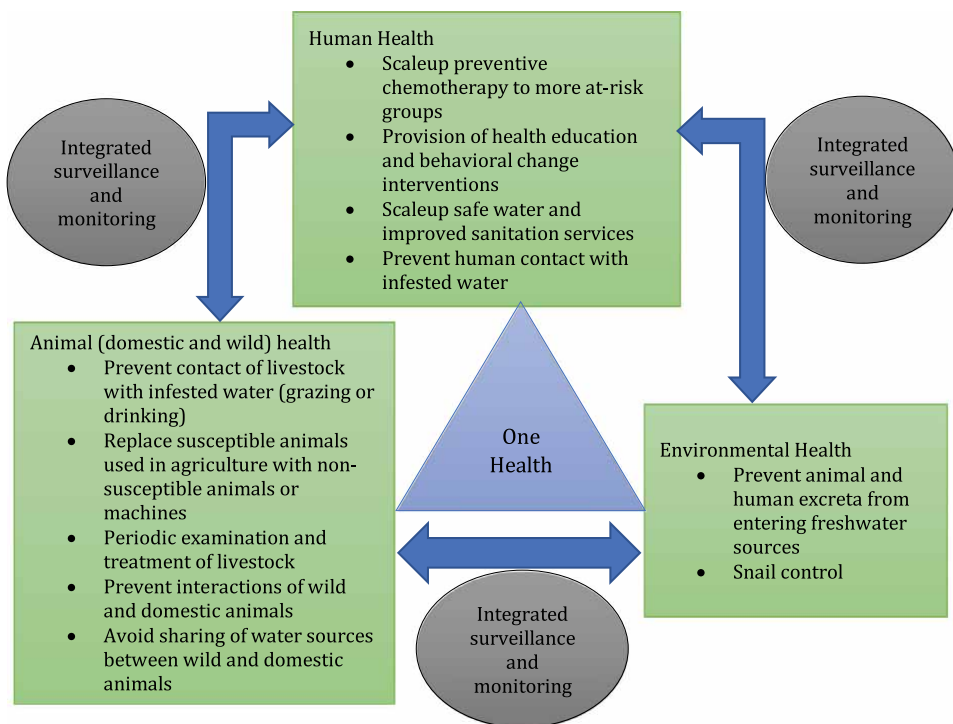 Human Health
• Scaleup preventive
chemotherapy to more at-risk
groups
• Provision of health education
and behavioral change
interventions
• Scaleup safe water and
improved sanitation services
• Prevent human contact with
infested water
Integrated
surveillance
and
monitoring
Integrated
surveillance
and
monitoring
Animal (domestic and wild) health
• Prevent contact of livestock
with infested water (grazing or
drinking)
• Replace susceptible animals
used in agriculture with non-
susceptible animals or
machines
• Periodic examination and
treatment of livestock
• Prevent interactions of wild
and domestic animals
• Avoid sharing of water sources
between wild and domestic
animals
One
Health
Environmental Health
• Prevent animal and
human excreta from
entering freshwater
sources
• Snail control
Integrated
surveillance
and
monitoring